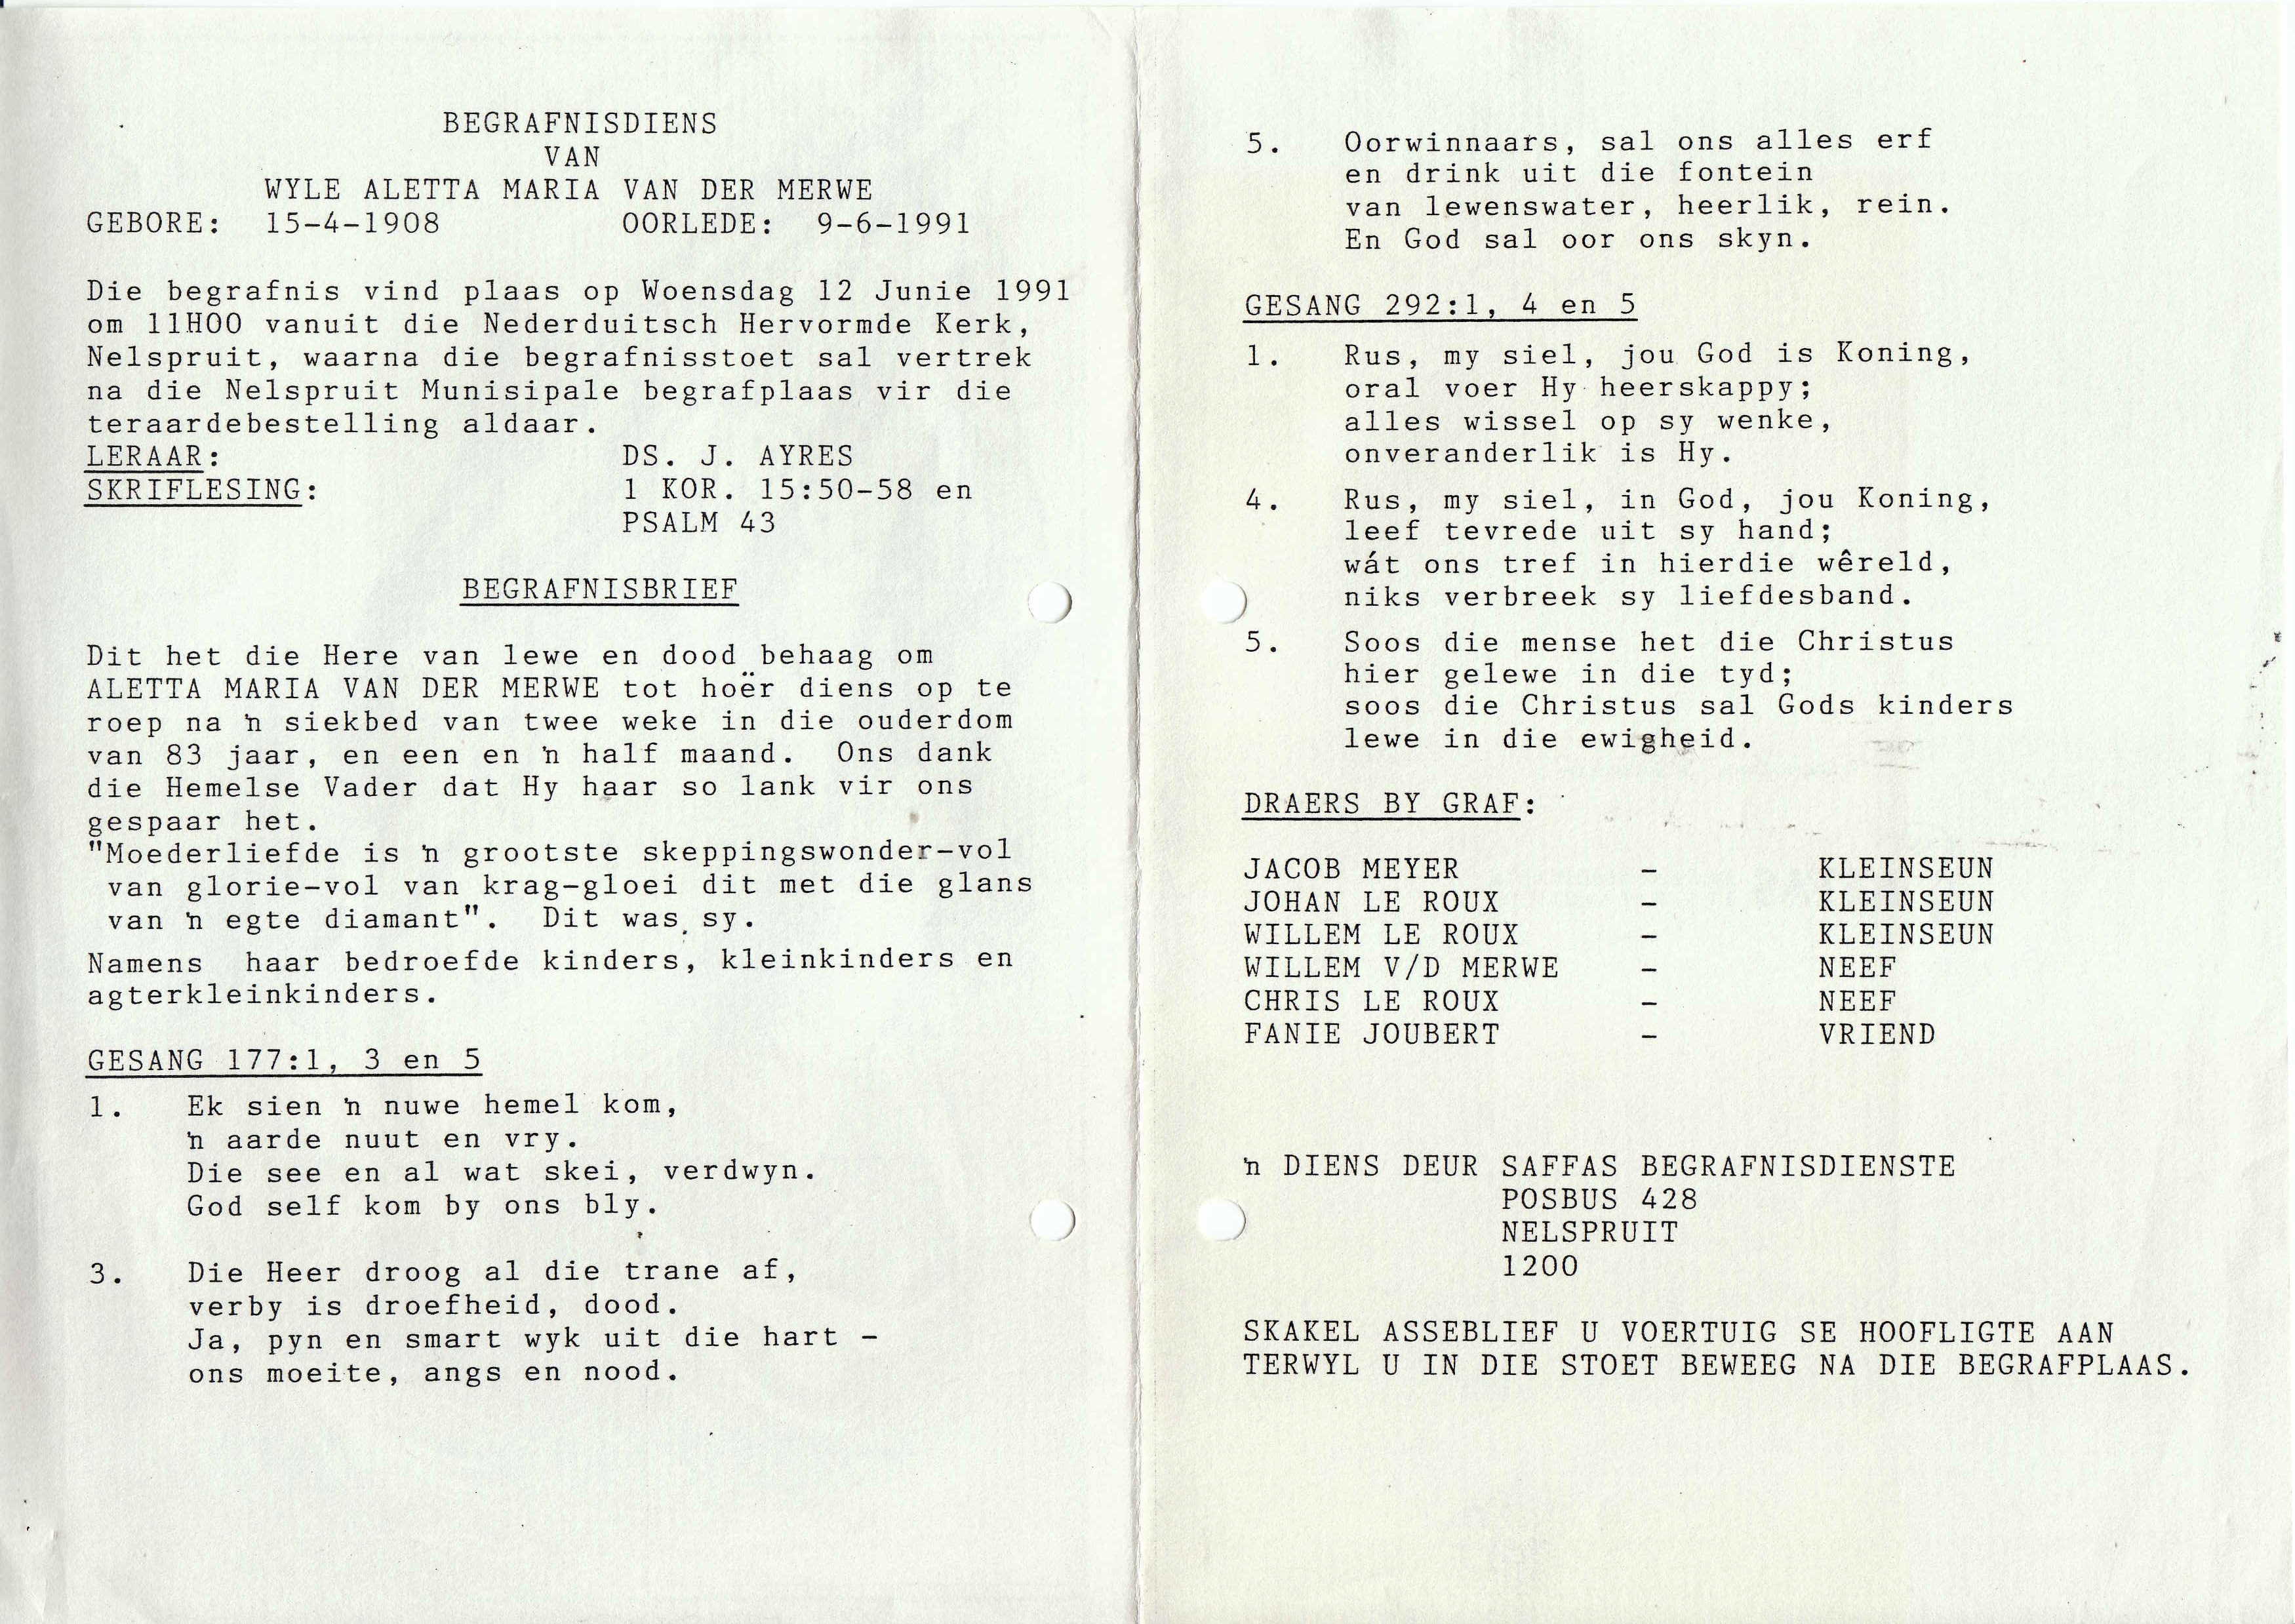 BEGRAFNISDIENS
VAN
WYLE ALETTA MARIA VAN DER MERWE
GEBORE: 15-4-1908 OORLEDE: 9-6-1991
Die begrafnis vind plaas op Woensdag 12 Junie 1991
om 11H00 vanuit die Nederduitsch Hervormde Kerk,
Nelspruit, waarna die begrafnisstoet sal vertrek
na die Nelspruit Munisipale begrafplaas vir die
teraardebestelling aldaar.
LERAAR: DS. J. AYRES
SKRIFLESING: 1 KOR. 15:50-58 en
PSALM 43
BEGRAFNISBRIEF
Dit het die Here van lewe en dood behaag om
ALETTA MARIA VAN DER MERWE tot hoër diens op te
roep na 'n siekbed van twee weke in die ouderdom
van 83 jaar, en een en 'n half maand. Ons dank
die Hemelse Vader dat Hy haar so lank vir ons
gespaar het.
"Moederliefde is 'n grootste skeppingswonder-vol
van glorie-vol van krag-gloei dit met die glans
van 'n egte diamant". Dit was sy.
Namens haar bedroefde kinders, kleinkinders en
agterkleinkinders.
GESANG 177:1, 3 en 5
1. Ek sien 'n nuwe hemel kom,
'n aarde nuut en vry.
Die see en al wat skei, verdwyn.
God self kom by ons bly.
3. Die Heer droog al die trane af,
verby is droefheid, dood.
Ja, pyn en smart wyk uit die hart -
ons moeite, angs en nood.
5. Oorwinnaars, sal ons alles erf
en drink uit die fontein
van lewenswater, heerlik, rein.
En God sal oor ons skyn.
GESANG 292:1, 4 en 5
1. Rus, my siel, jou God is Koning,
oral voer Hy heerskappy;
alles wissel op sy wenke,
onveranderlik is Hy.
4. Rus, my siel, in God, jou Koning,
leef tevrede uit sy hand;
wát ons tref in hierdie wêreld,
niks verbreek sy liefdesband.
5. Soos die mense het die Christus
hier gelewe in die tyd;
soos die Christus sal Gods kinders
lewe in die ewigheid.
DRAERS BY GRAF:
JACOB MEYER - KLEINSEUN
JOHAN LE ROUX - KLEINSEUN
WILLEM LE ROUX - KLEINSEUN
WILLEM V/D MERWE - NEEF
CHRIS LE ROUX - NEEF
FANIE JOUBERT - VRIEND
'n DIENS DEUR SAFFAS BEGRAFNISDIENSTE
POSBUS 428
NELSPRUIT
1200
SKAKEL ASSEBLIEF U VOERTUIG SE HOOFLIGTE AAN
TERWYL U IN DIE STOET BEWEEG NA DIE BEGRAFPLAAS.